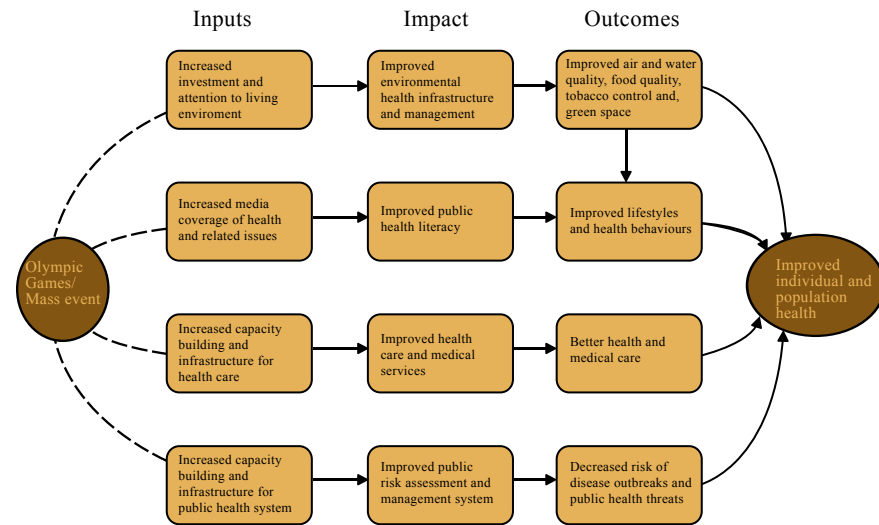 Inputs
Impact
Outcomes
Increased
investment and
attention to living
enviroment
Improved
environmental
health infrastructure
and management
Improved air and water
quality, food quality,
tobacco control and,
green space
Increased media
coverage of health
and related issues
Improved public
health literacy
Improved lifestyles
and health behaviours
Olympic
Games/
Mass event
Improved
individual and
population
health
Increased capacity
building and
infrastructure for
health care
Improved health
care and medical
services
Better health and
medical care
Increased capacity
building and
infrastructure for
public health system
Improved public
risk assessment and
management system
Decreased risk of
disease outbreaks and
public health threats